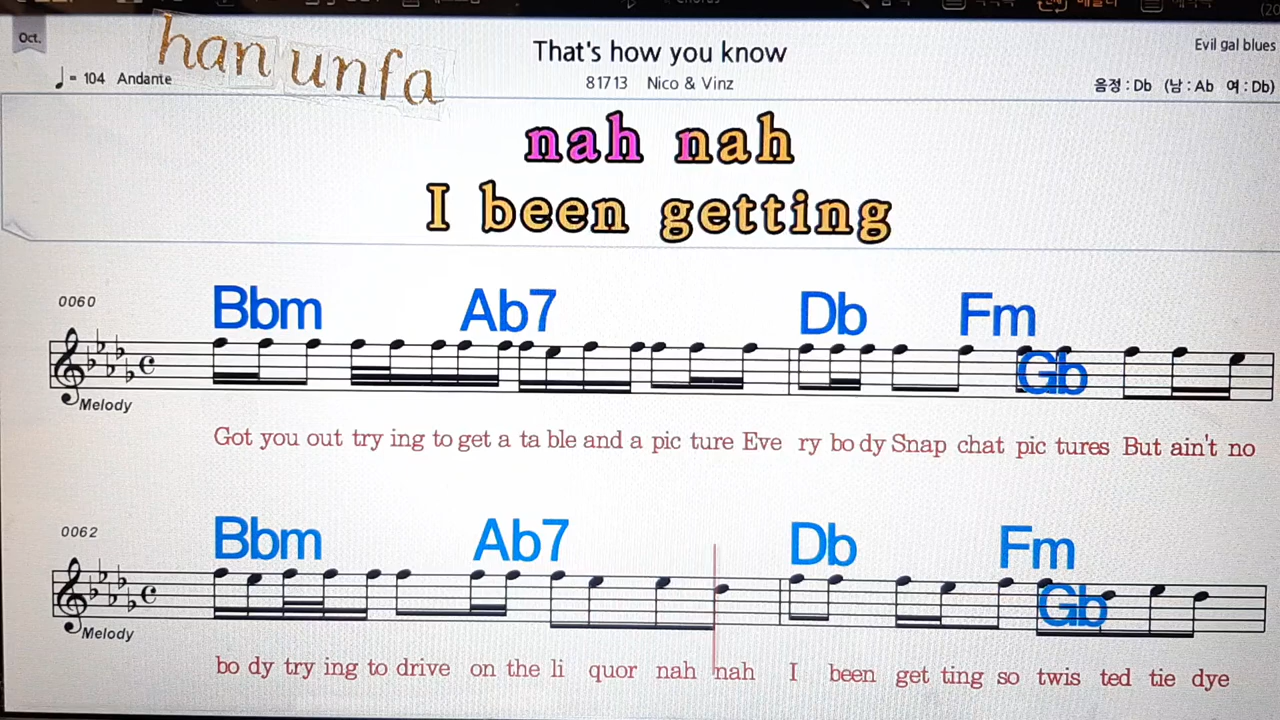 Oct.
han unfa
♩= 104 Andante
That's how you know
81713 Nico & Vinz
Evil gal blues
음정 : Db (남 : Ab 여 : Db)
nah nah
I been getting
0060
Bbm Ab7 Db Fm Gb
Melody
Got you out try ing to get a ta ble and a pic ture Eve ry bo dy Snap chat pic tures But ain't no
0062
Bbm Ab7 Db Fm Gb
Melody
bo dy try ing to drive on the li quor nah nah I been get ting so twis ted tie dye